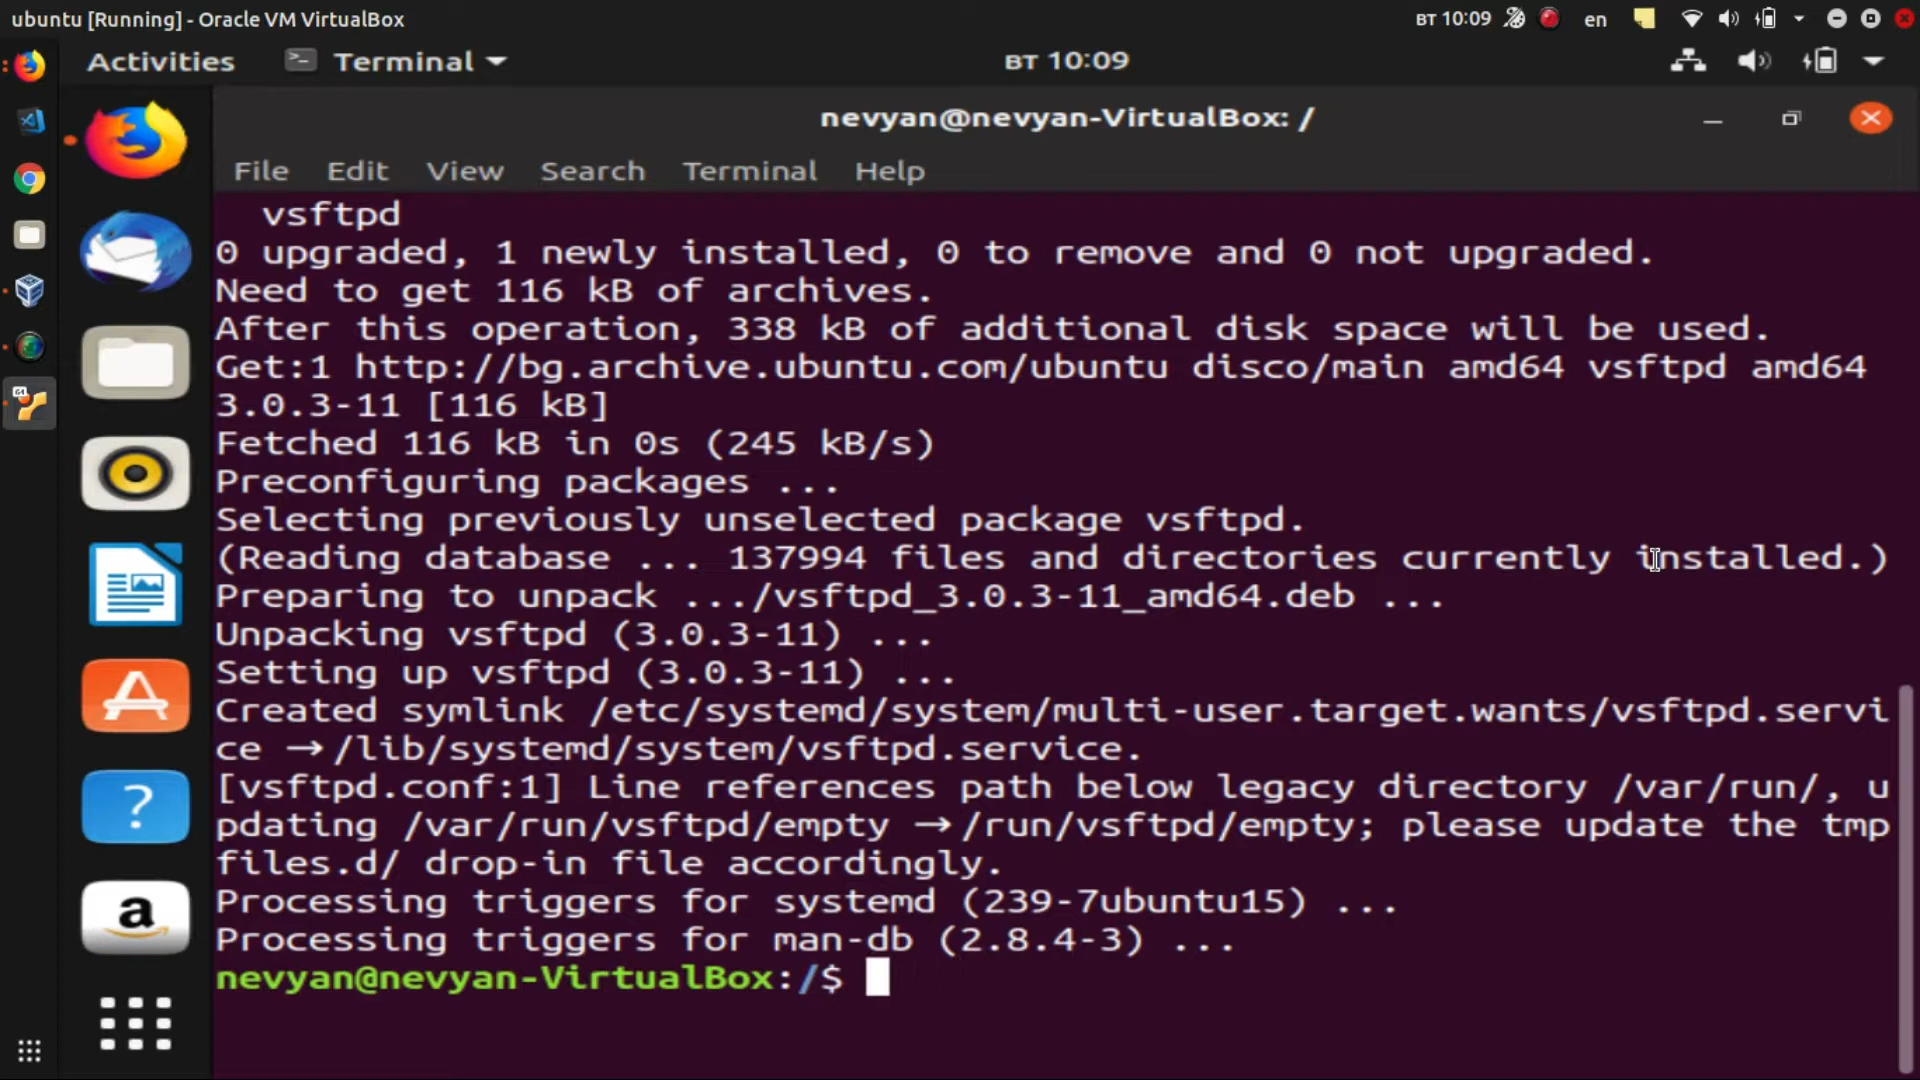 ubuntu [Running] - Oracle VM VirtualBox
вт 10:09
en
Activities
Terminal
вт 10:09
nevyan@nevyan-VirtualBox: /
File Edit View Search Terminal Help
vsftpd
0 upgraded, 1 newly installed, 0 to remove and 0 not upgraded.
Need to get 116 kB of archives.
After this operation, 338 kB of additional disk space will be used.
Get:1 http://bg.archive.ubuntu.com/ubuntu disco/main amd64 vsftpd amd64
3.0.3-11 [116 kB]
Fetched 116 kB in 0s (245 kB/s)
Preconfiguring packages ...
Selecting previously unselected package vsftpd.
(Reading database ... 137994 files and directories currently installed.)
Preparing to unpack .../vsftpd_3.0.3-11_amd64.deb ...
Unpacking vsftpd (3.0.3-11) ...
Setting up vsftpd (3.0.3-11) ...
Created symlink /etc/systemd/system/multi-user.target.wants/vsftpd.servi
ce → /lib/systemd/system/vsftpd.service.
[vsftpd.conf:1] Line references path below legacy directory /var/run/, u
pdating /var/run/vsftpd/empty → /run/vsftpd/empty; please update the tmp
files.d/ drop-in file accordingly.
Processing triggers for systemd (239-7ubuntu15) ...
Processing triggers for man-db (2.8.4-3) ...
nevyan@nevyan-VirtualBox:/$